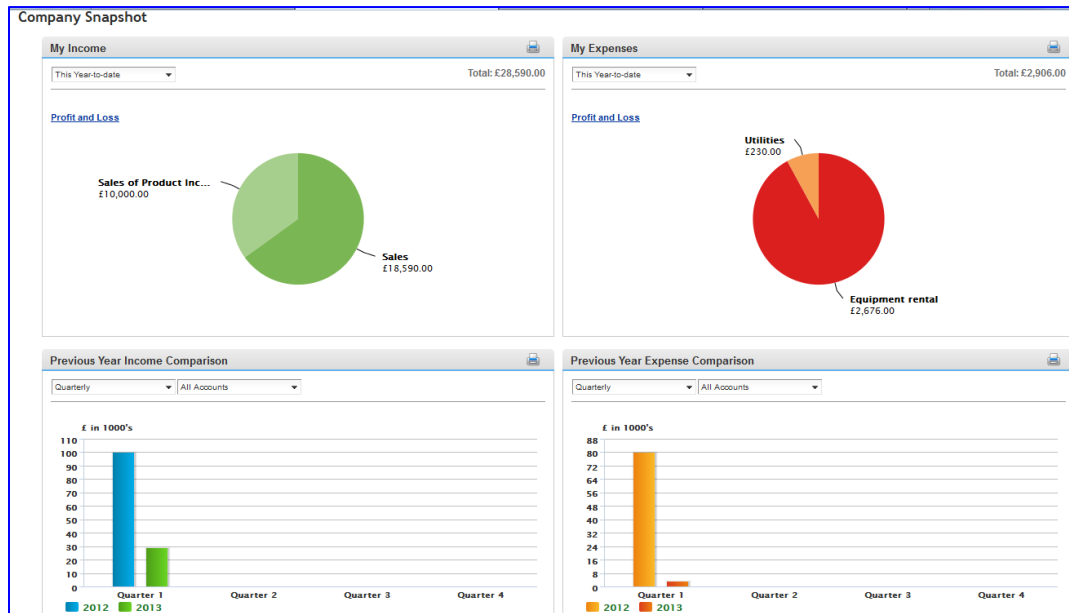 Company Snapshot
My Income
This Year-to-date
Total: £28,590.00
Profit and Loss
Sales of Product Inc...
£10,000.00
Sales
£18,590.00
My Expenses
This Year-to-date
Total: £2,906.00
Profit and Loss
Utilities
£230.00
Equipment rental
£2,676.00
Previous Year Income Comparison
Quarterly
All Accounts
£ in 1000's
110
100
90
80
70
60
50
40
30
20
10
0
Quarter 1 Quarter 2 Quarter 3 Quarter 4
2012 2013
Previous Year Expense Comparison
Quarterly
All Accounts
£ in 1000's
88
80
72
64
56
48
40
32
24
16
8
0
Quarter 1 Quarter 2 Quarter 3 Quarter 4
2012 2013